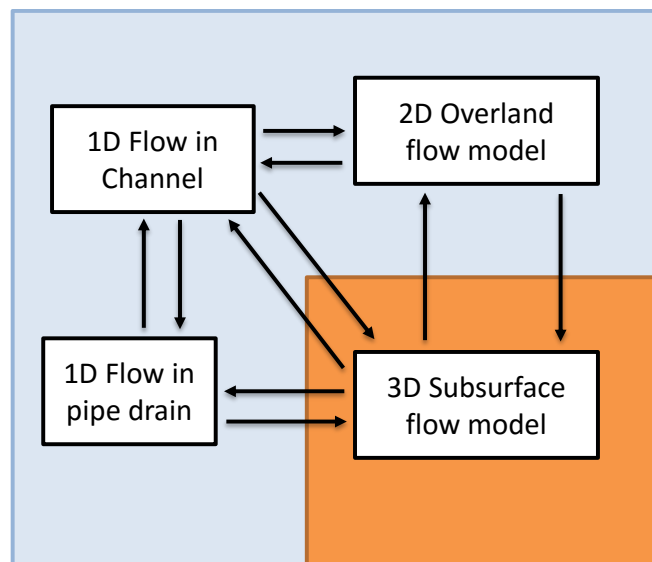 1D Flow in
Channel
2D Overland
flow model
1D Flow in
pipe drain
3D Subsurface
flow model